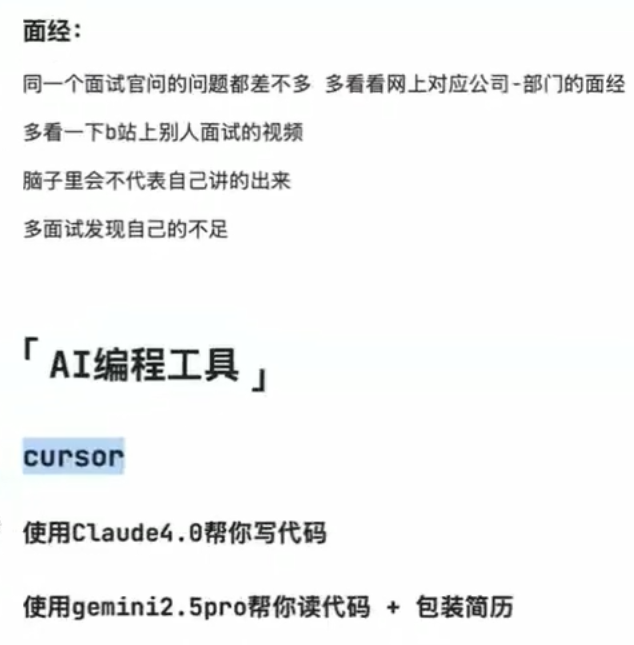 面经：
同一个面试官问的问题都差不多 多看看网上对应公司-部门的面经
多看一下b站上别人面试的视频
脑子里会不代表自己讲的出来
多面试发现自己的不足
「AI编程工具」
cursor
使用Claude4.0帮你写代码
使用gemini2.5pro帮你读代码 + 包装简历